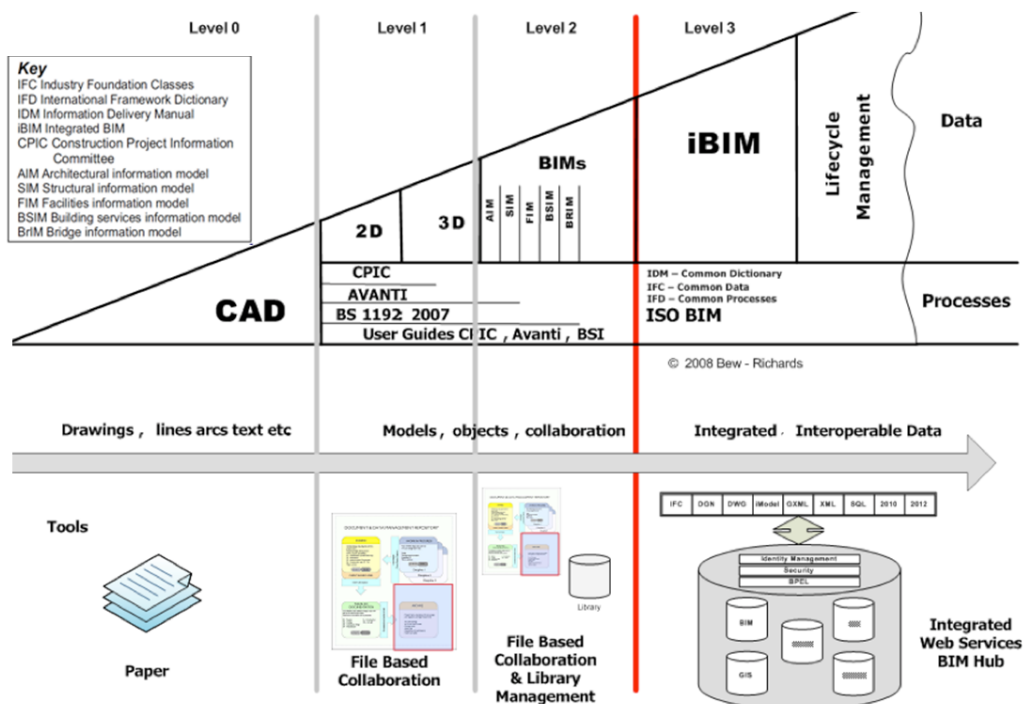 Level 0
Level 1
Level 2
Level 3
Key
IFC Industry Foundation Classes
IFD International Framework Dictionary
IDM Information Delivery Manual
iBIM Integrated BIM
CPIC Construction Project Information
Committee
AIM Architectural information model
SIM Structural information model
FIM Facilities information model
BSIM Building services information model
BrIM Bridge information model
CAD
2D
3D
BIMs
AIM
SIM
FIM
BSIM
BRIM
iBIM
Lifecycle
Management
Data
CPIC
AVANTI
BS 1192 2007
User Guides CPIC , Avanti , BSI
IDM – Common Dictionary
IFC – Common Data
IFD – Common Processes
ISO BIM
Processes
© 2008 Bew - Richards
Drawings , lines arcs text etc
Models , objects , collaboration
Integrated . Interoperable Data
Tools
Paper
DOCUMENT & DATA MANAGEMENT REPOSITORY
File Based
Collaboration
Library
File Based
Collaboration
& Library
Management
IFC
DGN
DWG
iModel
GXML
XML
SQL
2010
2012
Identity Management
Security
BPEL
BIM
GIS
Integrated
Web Services
BIM Hub